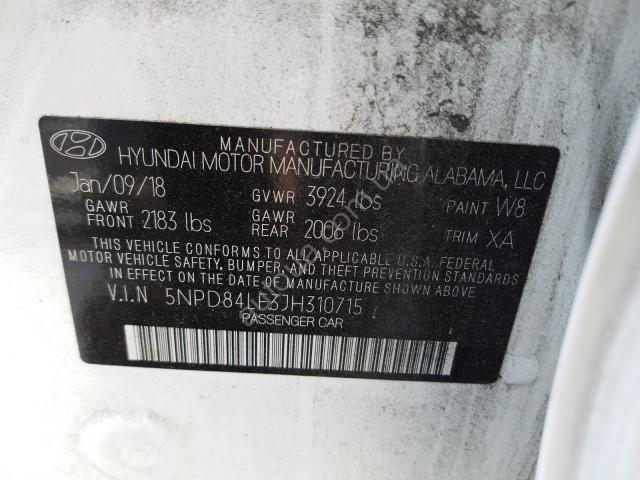 MANUFACTURED BY
HYUNDAI MOTOR MANUFACTURING ALABAMA, LLC
Jan/09/18 GVWR 3924 lbs PAINT W8
GAWR FRONT 2183 lbs GAWR REAR 2006 lbs TRIM XA
THIS VEHICLE CONFORMS TO ALL APPLICABLE U.S.A. FEDERAL
MOTOR VEHICLE SAFETY, BUMPER, AND THEFT PREVENTION STANDARDS
IN EFFECT ON THE DATE OF MANUFACTURE SHOWN ABOVE
V.I.N 5NPD84LF3JH310715
PASSENGER CAR